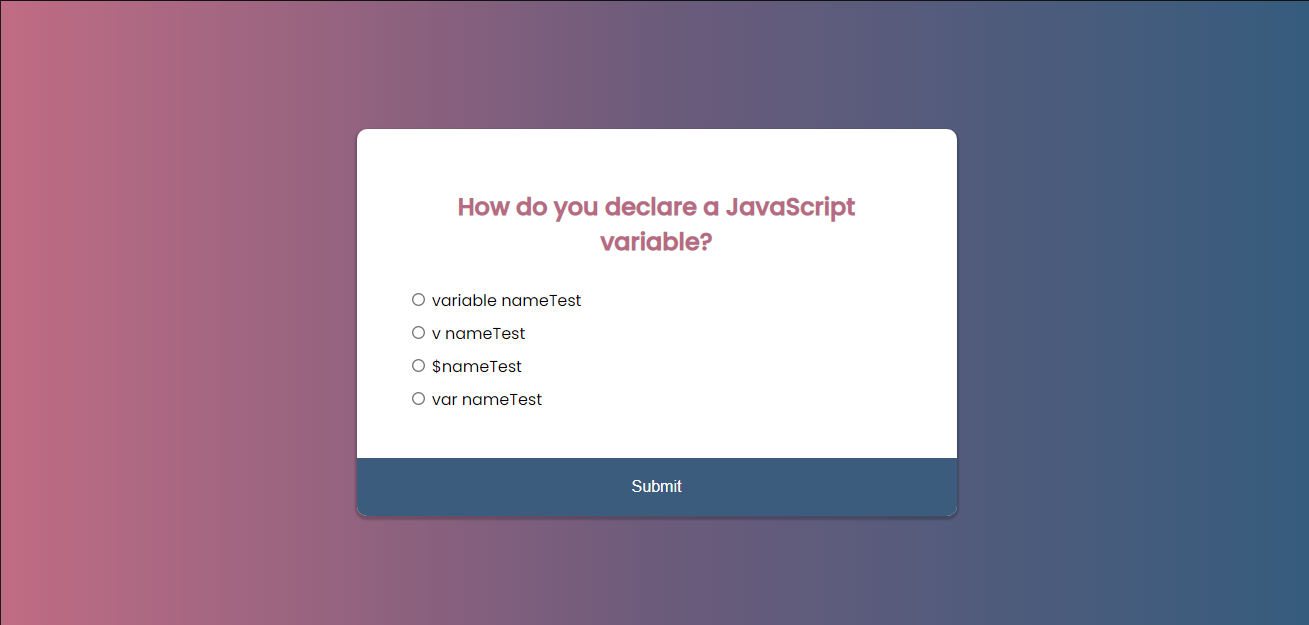 How do you declare a JavaScript
variable?
variable nameTest
v nameTest
$nameTest
var nameTest
Submit